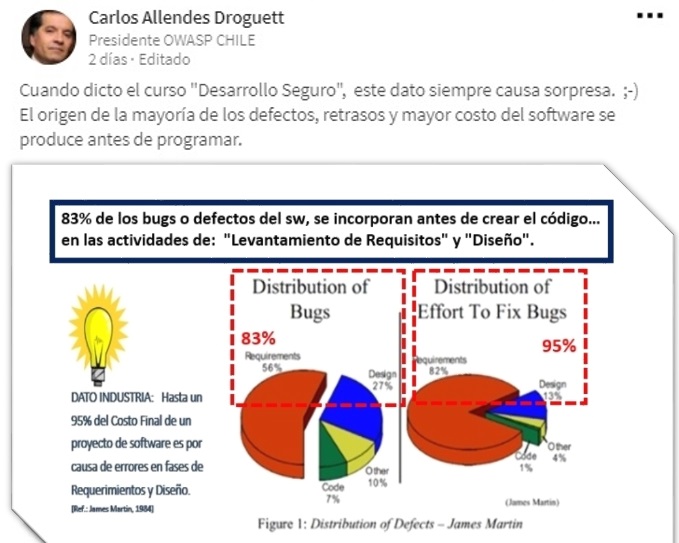 Carlos Allendes Droguett
Presidente OWASP CHILE
2 días · Editado
Cuando dicto el curso "Desarrollo Seguro", este dato siempre causa sorpresa. ;-)
El origen de la mayoría de los defectos, retrasos y mayor costo del software se
produce antes de programar.
83% de los bugs o defectos del sw, se incorporan antes de crear el código...
en las actividades de: "Levantamiento de Requisitos" y "Diseño".
Distribution of
Bugs
83%
Requirements
56%
Design
27%
Other
10%
Code
7%
Distribution of
Effort To Fix Bugs
95%
Requirements
82%
Design
13%
Other
4%
Code
1%
(James Martin)
DATO INDUSTRIA: Hasta un
95% del Costo Final de un
proyecto de software es por
causa de errores en fases de
Requerimientos y Diseño.
[Ref.: James Martin, 1984]
Figure 1: Distribution of Defects – James Martin